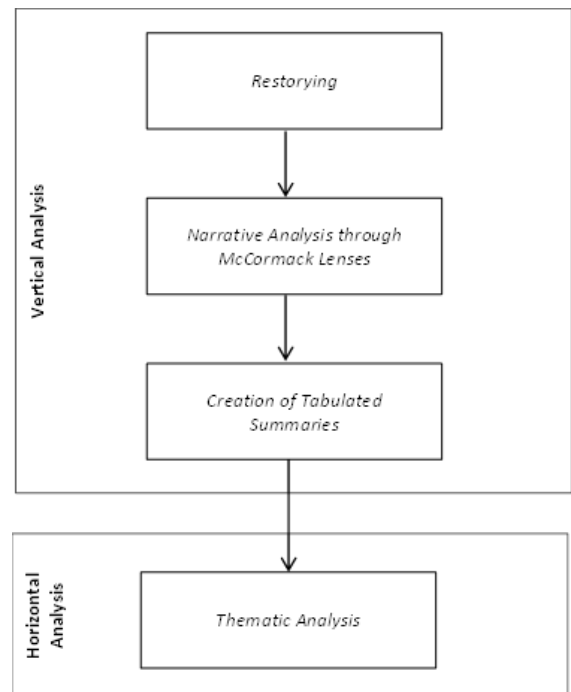 Restorying
Vertical Analysis
Narrative Analysis through
McCormack Lenses
Creation of Tabulated
Summaries
Horizontal
Analysis
Thematic Analysis